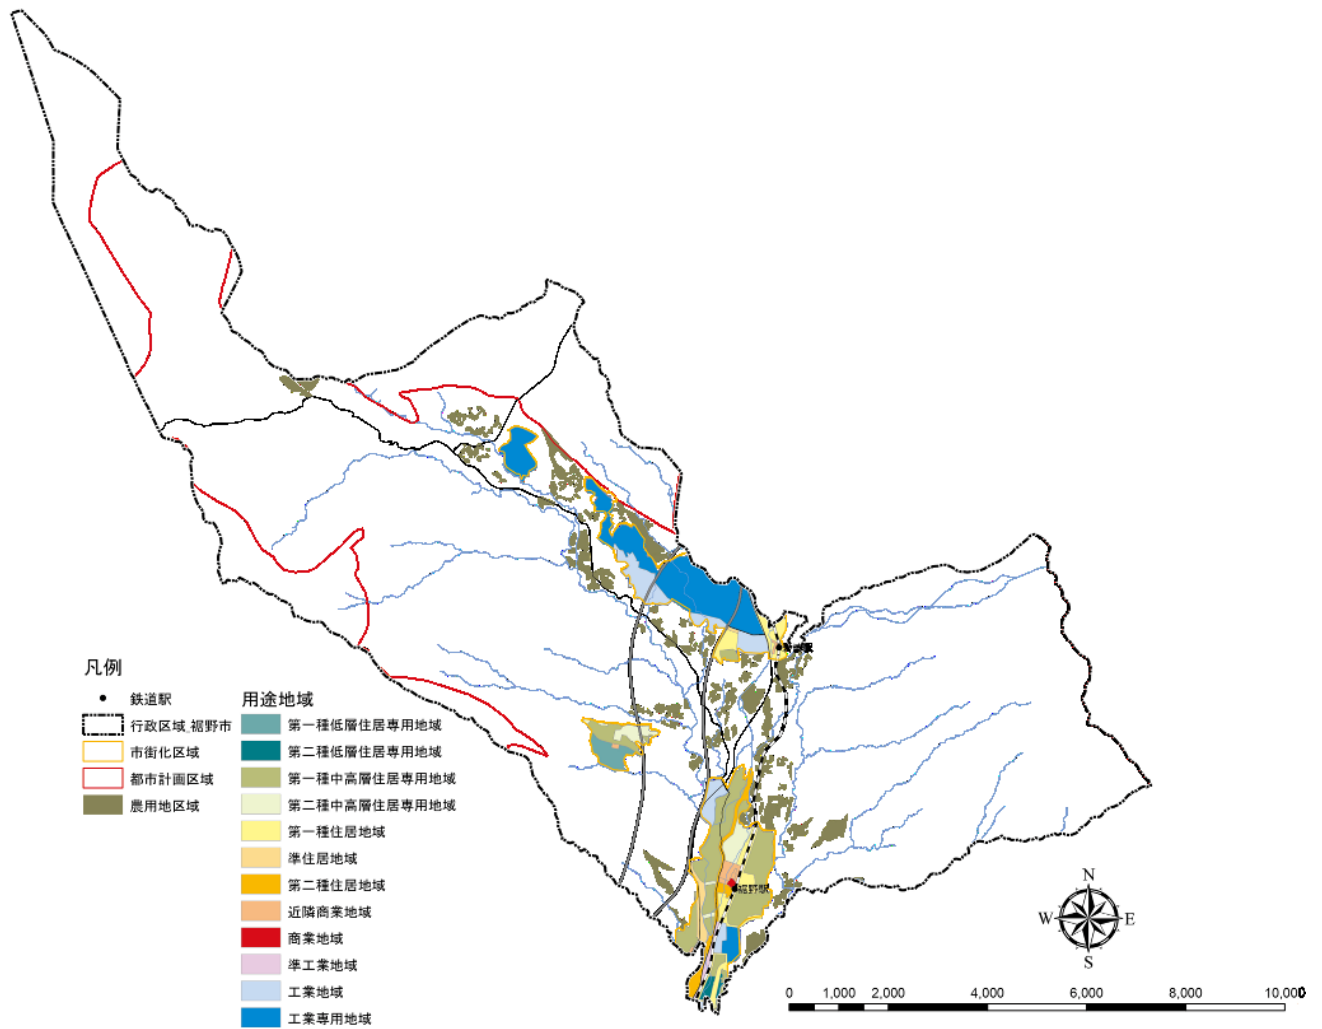 岩波駅
裾野駅
凡例
鉄道駅
行政区域_裾野市
市街化区域
都市計画区域
農用地区域
用途地域
第一種低層住居専用地域
第二種低層住居専用地域
第一種中高層住居専用地域
第二種中高層住居専用地域
第一種住居地域
準住居地域
第二種住居地域
近隣商業地域
商業地域
準工業地域
工業地域
工業専用地域
N
W E
S
0 1,000 2,000 4,000 6,000 8,000 10,000